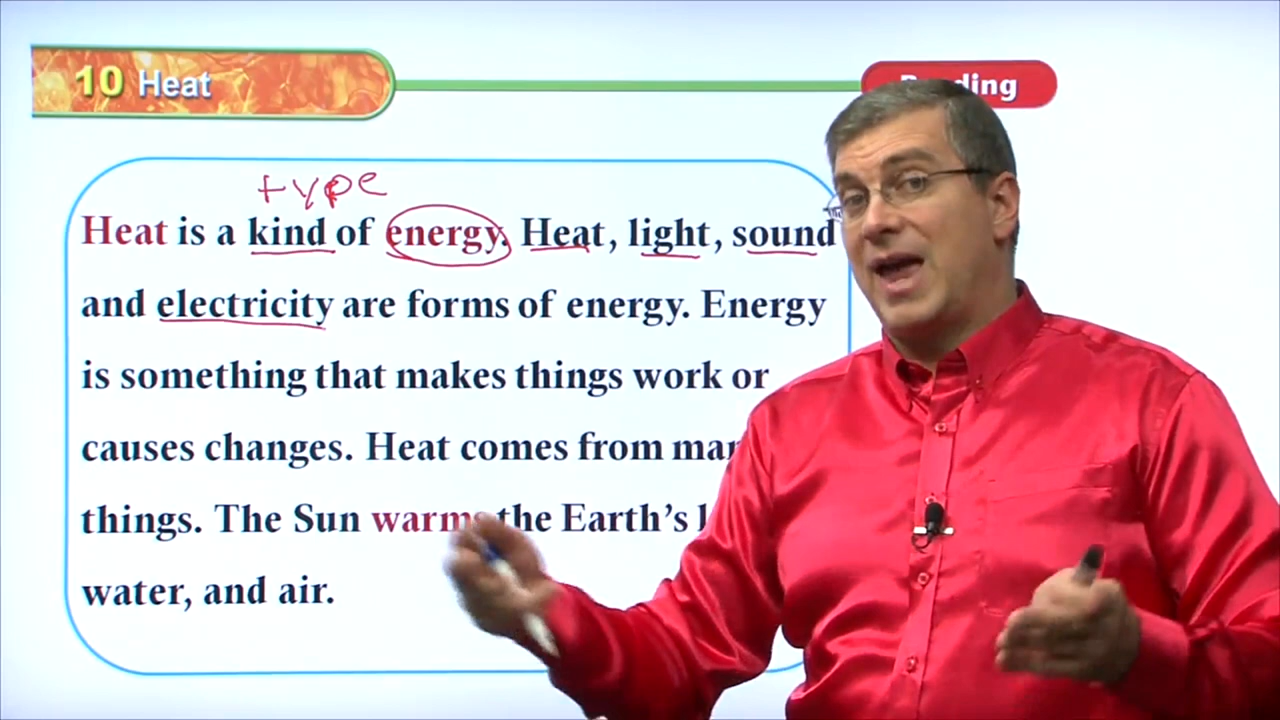 10 Heat
type
Heat is a kind of energy. Heat, light, sound
and electricity are forms of energy. Energy
is something that makes things work or
causes changes. Heat comes from
things. The Sun warms the Earth's
water, and air.